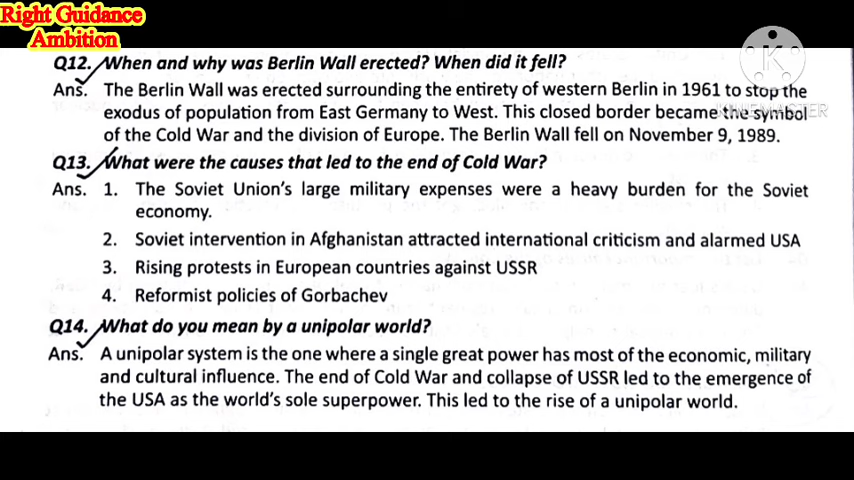 Right Guidance
Ambition
K
KINEMASTER
Q12. When and why was Berlin Wall erected? When did it fell?
Ans. The Berlin Wall was erected surrounding the entirety of western Berlin in 1961 to stop the
exodus of population from East Germany to West. This closed border became the symbol
of the Cold War and the division of Europe. The Berlin Wall fell on November 9, 1989.
Q13. What were the causes that led to the end of Cold War?
Ans. 1. The Soviet Union's large military expenses were a heavy burden for the Soviet
economy.
2. Soviet intervention in Afghanistan attracted international criticism and alarmed USA
3. Rising protests in European countries against USSR
4. Reformist policies of Gorbachev
Q14. What do you mean by a unipolar world?
Ans. A unipolar system is the one where a single great power has most of the economic, military
and cultural influence. The end of Cold War and collapse of USSR led to the emergence of
the USA as the world's sole superpower. This led to the rise of a unipolar world.